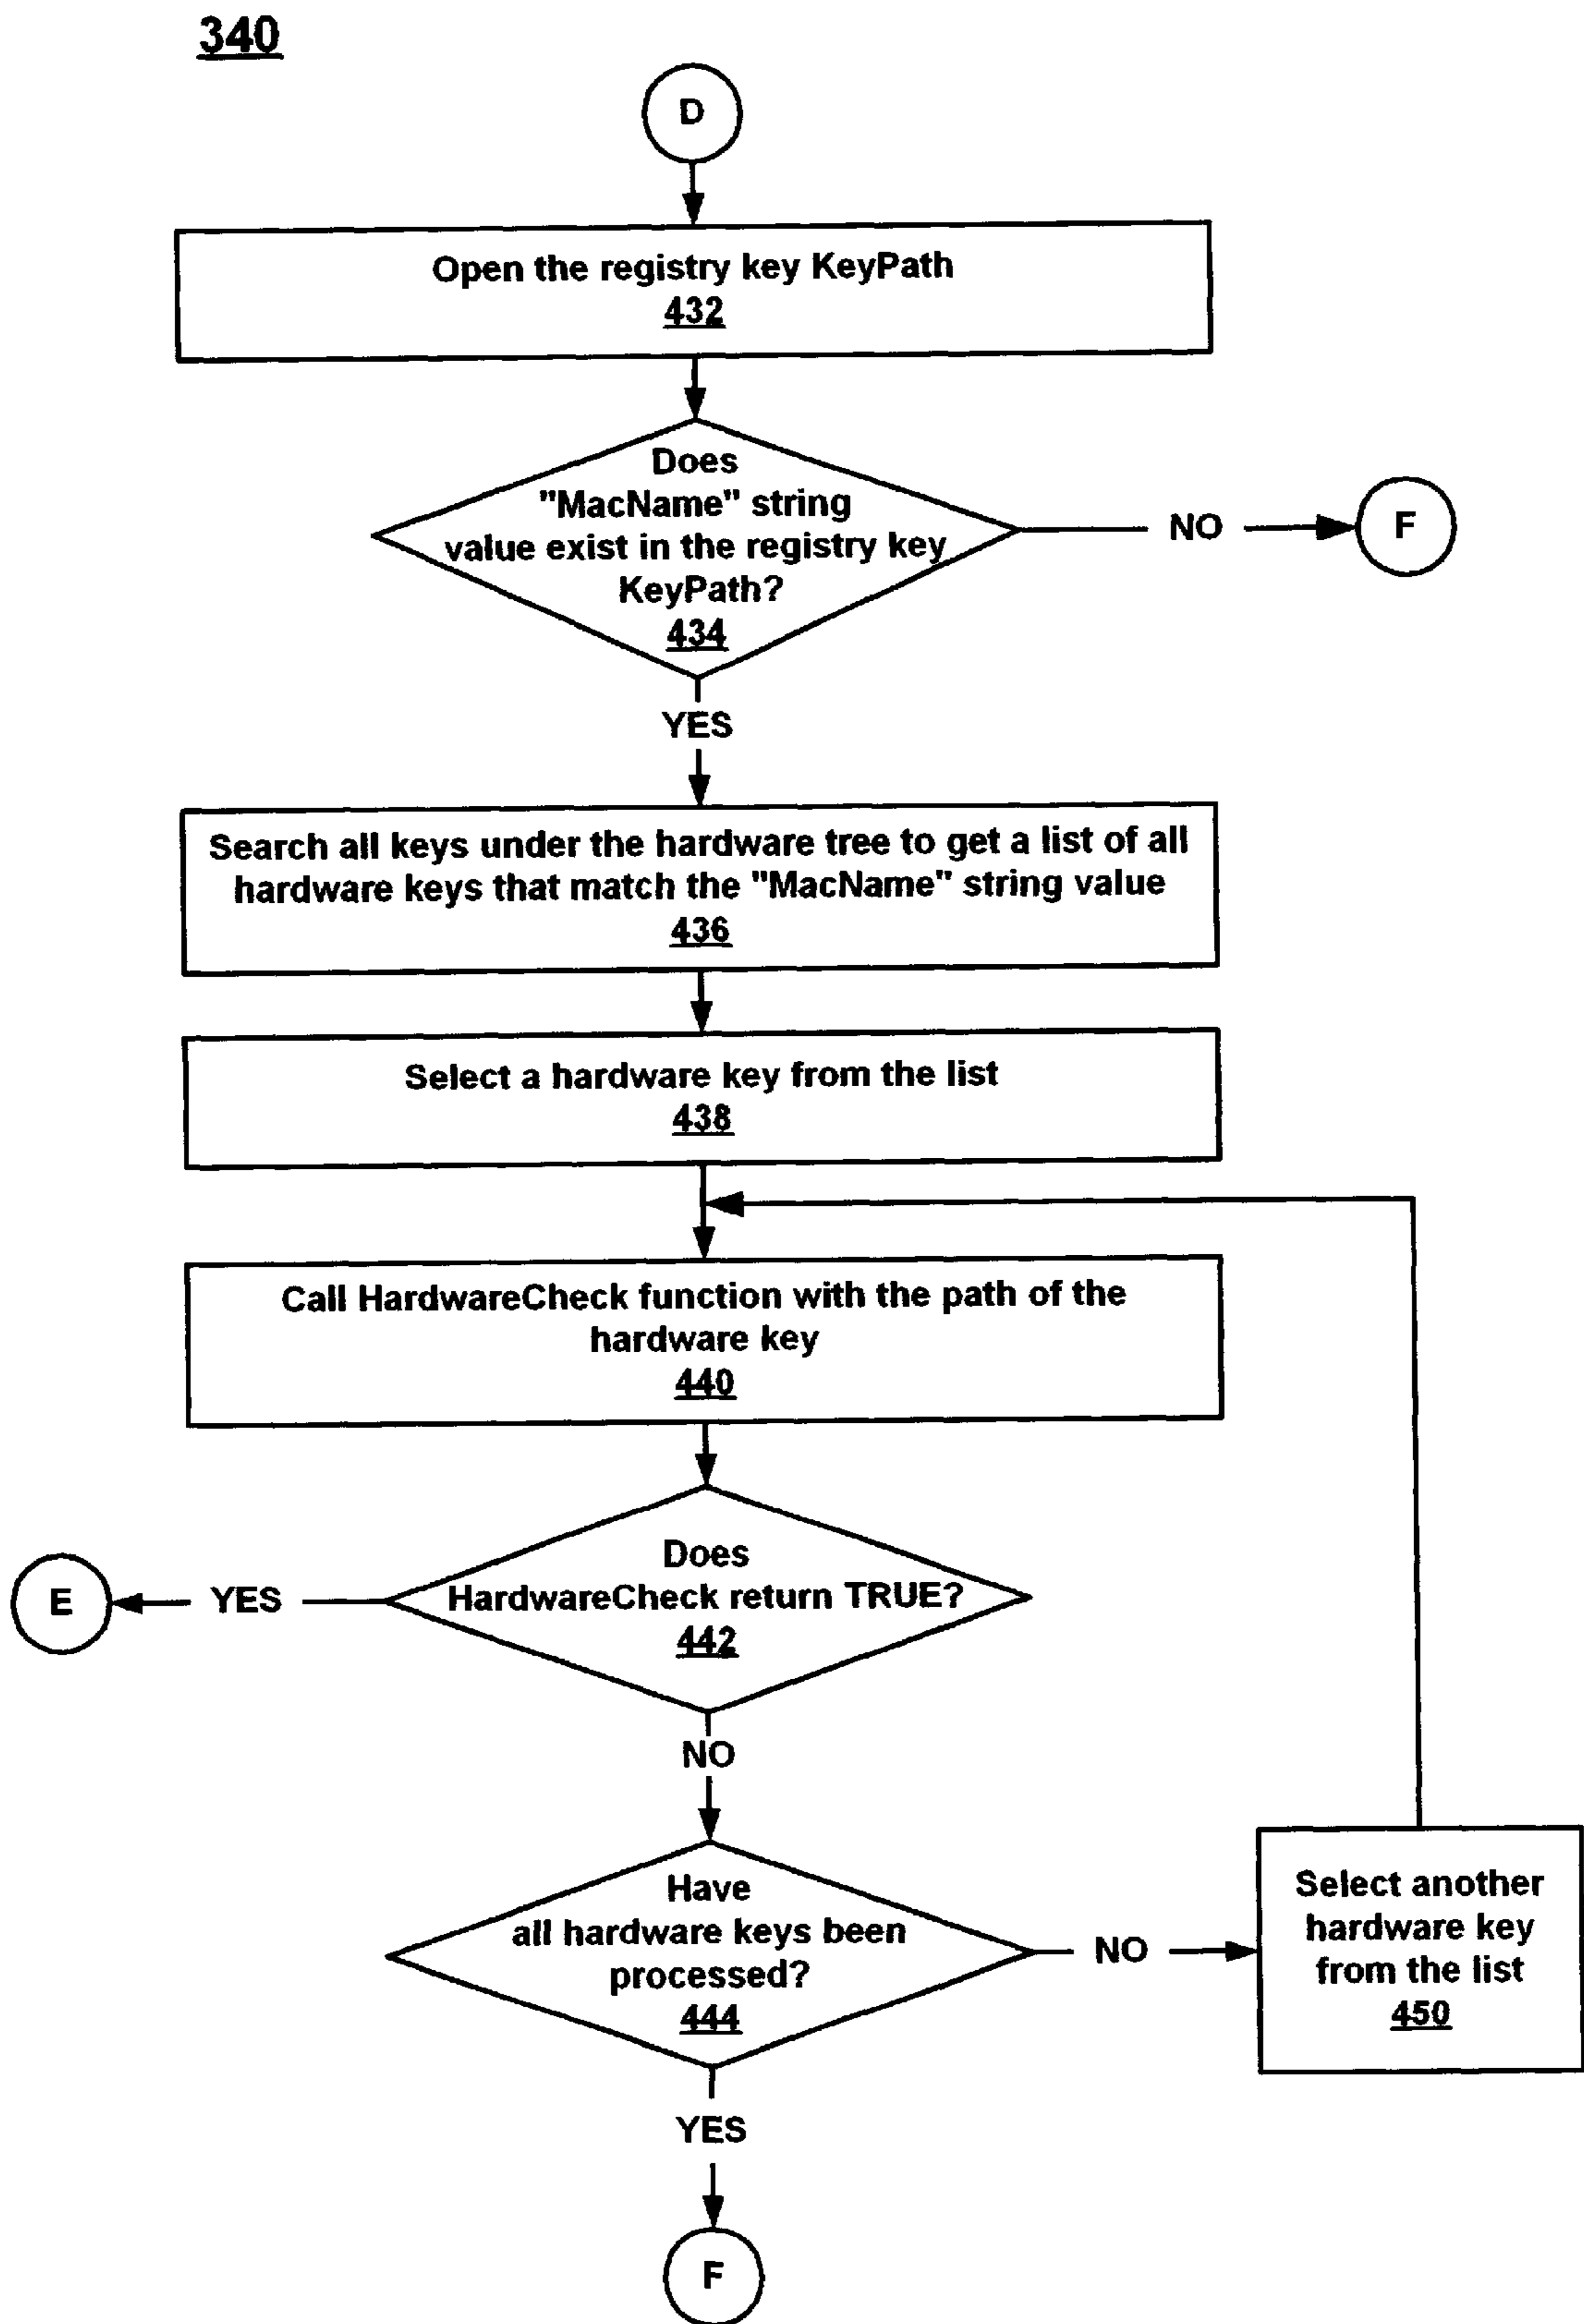 340
D
Open the registry key KeyPath
432
Does
"MacName" string
value exist in the registry key
KeyPath?
434
NO
F
YES
Search all keys under the hardware tree to get a list of all
hardware keys that match the "MacName" string value
436
Select a hardware key from the list
438
Call HardwareCheck function with the path of the
hardware key
440
Does
HardwareCheck return TRUE?
442
YES
E
NO
Have
all hardware keys been
processed?
444
NO
Select another
hardware key
from the list
450
YES
F